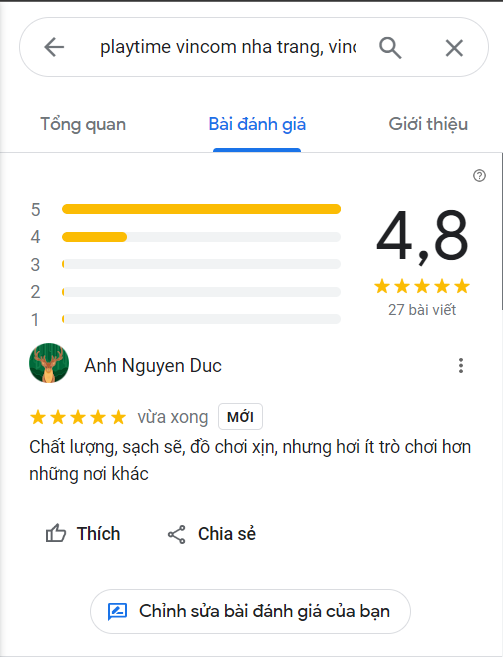 playtime vincom nha trang, vinc
Tổng quan
Bài đánh giá
Giới thiệu
5
4
3
2
1
4,8
27 bài viết
Anh Nguyen Duc
vừa xong MỚI
Chất lượng, sạch sẽ, đồ chơi xịn, nhưng hơi ít trò chơi hơn
những nơi khác
Thích
Chia sẻ
Chỉnh sửa bài đánh giá của bạn